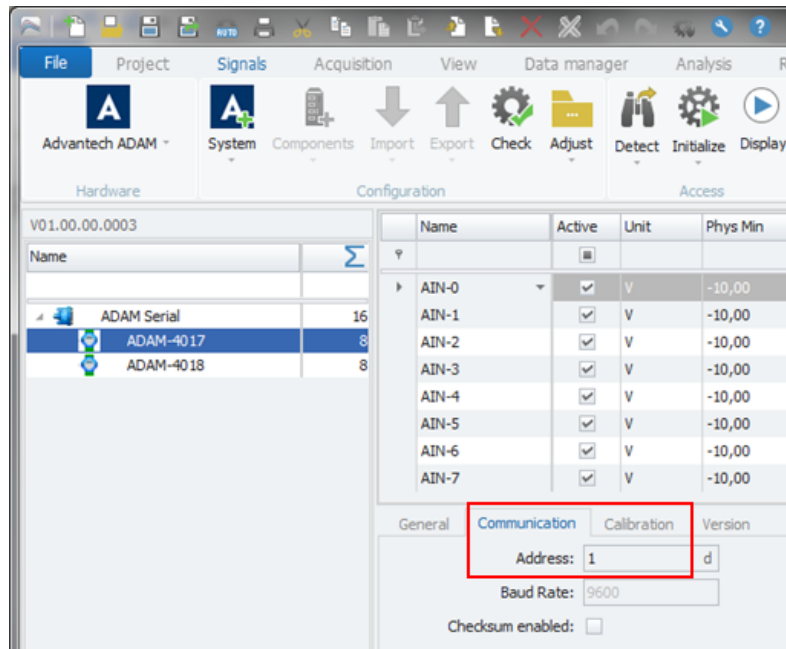 AUTO
File Project Signals Acquisition View Data manager Analysis R
A A
Advantech ADAM System Components Import Export Check Adjust Detect Initialize Display
Hardware Configuration Access
V01.00.00.0003
Name Σ
ADAM Serial 16
ADAM-4017 8
ADAM-4018 8
Name Active Unit Phys Min
AIN-0 V -10,00
AIN-1 V -10,00
AIN-2 V -10,00
AIN-3 V -10,00
AIN-4 V -10,00
AIN-5 V -10,00
AIN-6 V -10,00
AIN-7 V -10,00
General Communication Calibration Version
Address: 1 d
Baud Rate: 9600
Checksum enabled: